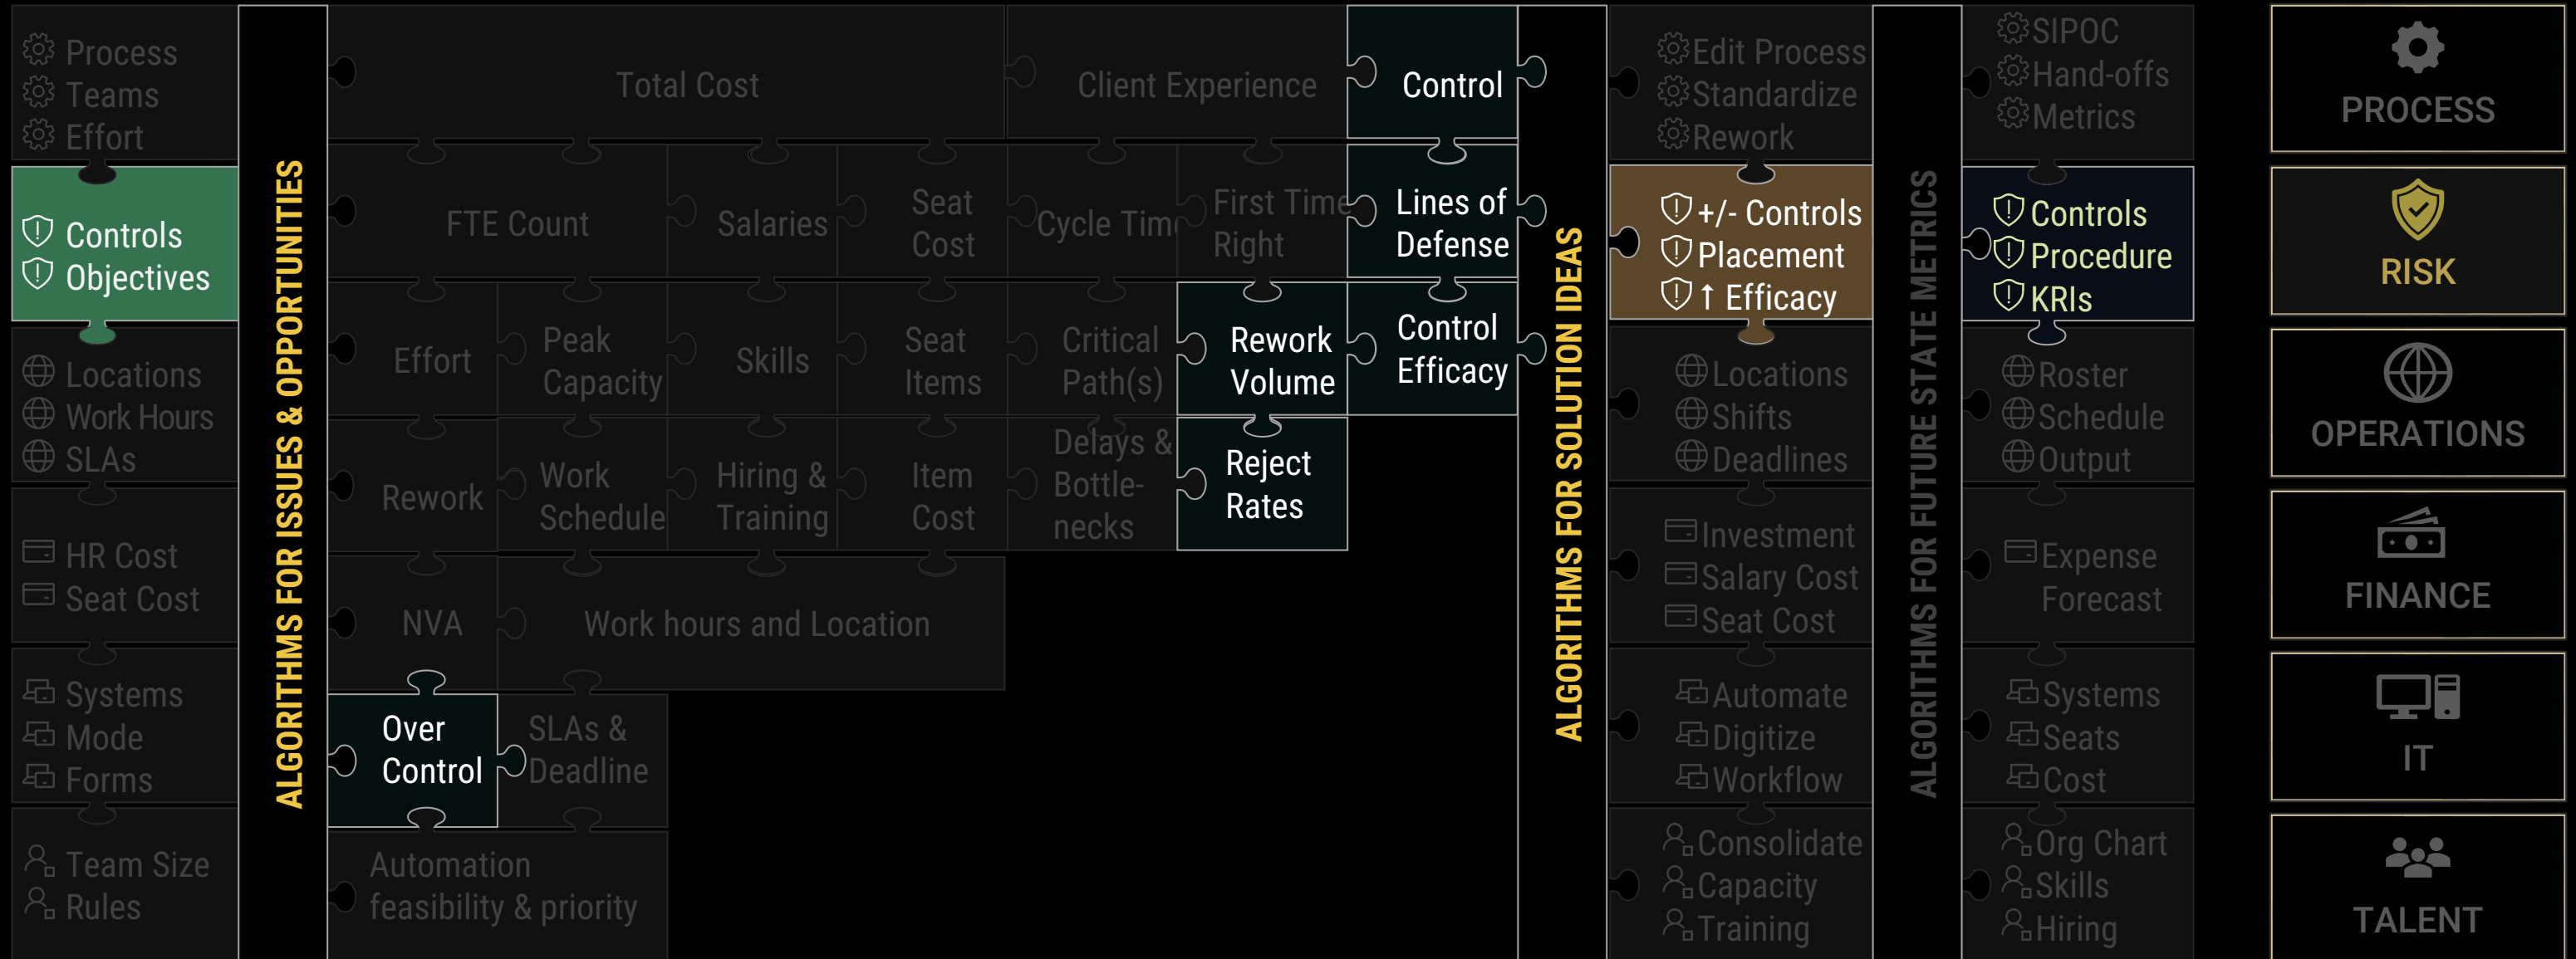 Process
Teams
Effort
Controls
Objectives
Locations
Work Hours
SLAs
HR Cost
Seat Cost
Systems
Mode
Forms
Team Size
Rules
ALGORITHMS FOR ISSUES & OPPORTUNITIES
Total Cost
Client Experience
Control
FTE Count
Salaries
Seat
Cost
Cycle Tim
First Time
Right
Lines of
Defense
Effort
Peak
Capacity
Skills
Seat
Items
Critical
Path(s)
Rework
Volume
Control
Efficacy
Rework
Work
Schedule
Hiring &
Training
Item
Cost
Delays &
Bottle-
necks
Reject
Rates
NVA
Work hours and Location
Over
Control
SLAs &
Deadline
Automation
feasibility & priority
ALGORITHMS FOR SOLUTION IDEAS
Edit Process
Standardize
Rework
+/- Controls
Placement
↑ Efficacy
Locations
Shifts
Deadlines
Investment
Salary Cost
Seat Cost
Automate
Digitize
Workflow
Consolidate
Capacity
Training
ALGORITHMS FOR FUTURE STATE METRICS
SIPOC
Hand-offs
Metrics
Controls
Procedure
KRIs
Roster
Schedule
Output
Expense
Forecast
Systems
Seats
Cost
Org Chart
Skills
Hiring
PROCESS
RISK
OPERATIONS
FINANCE
IT
TALENT